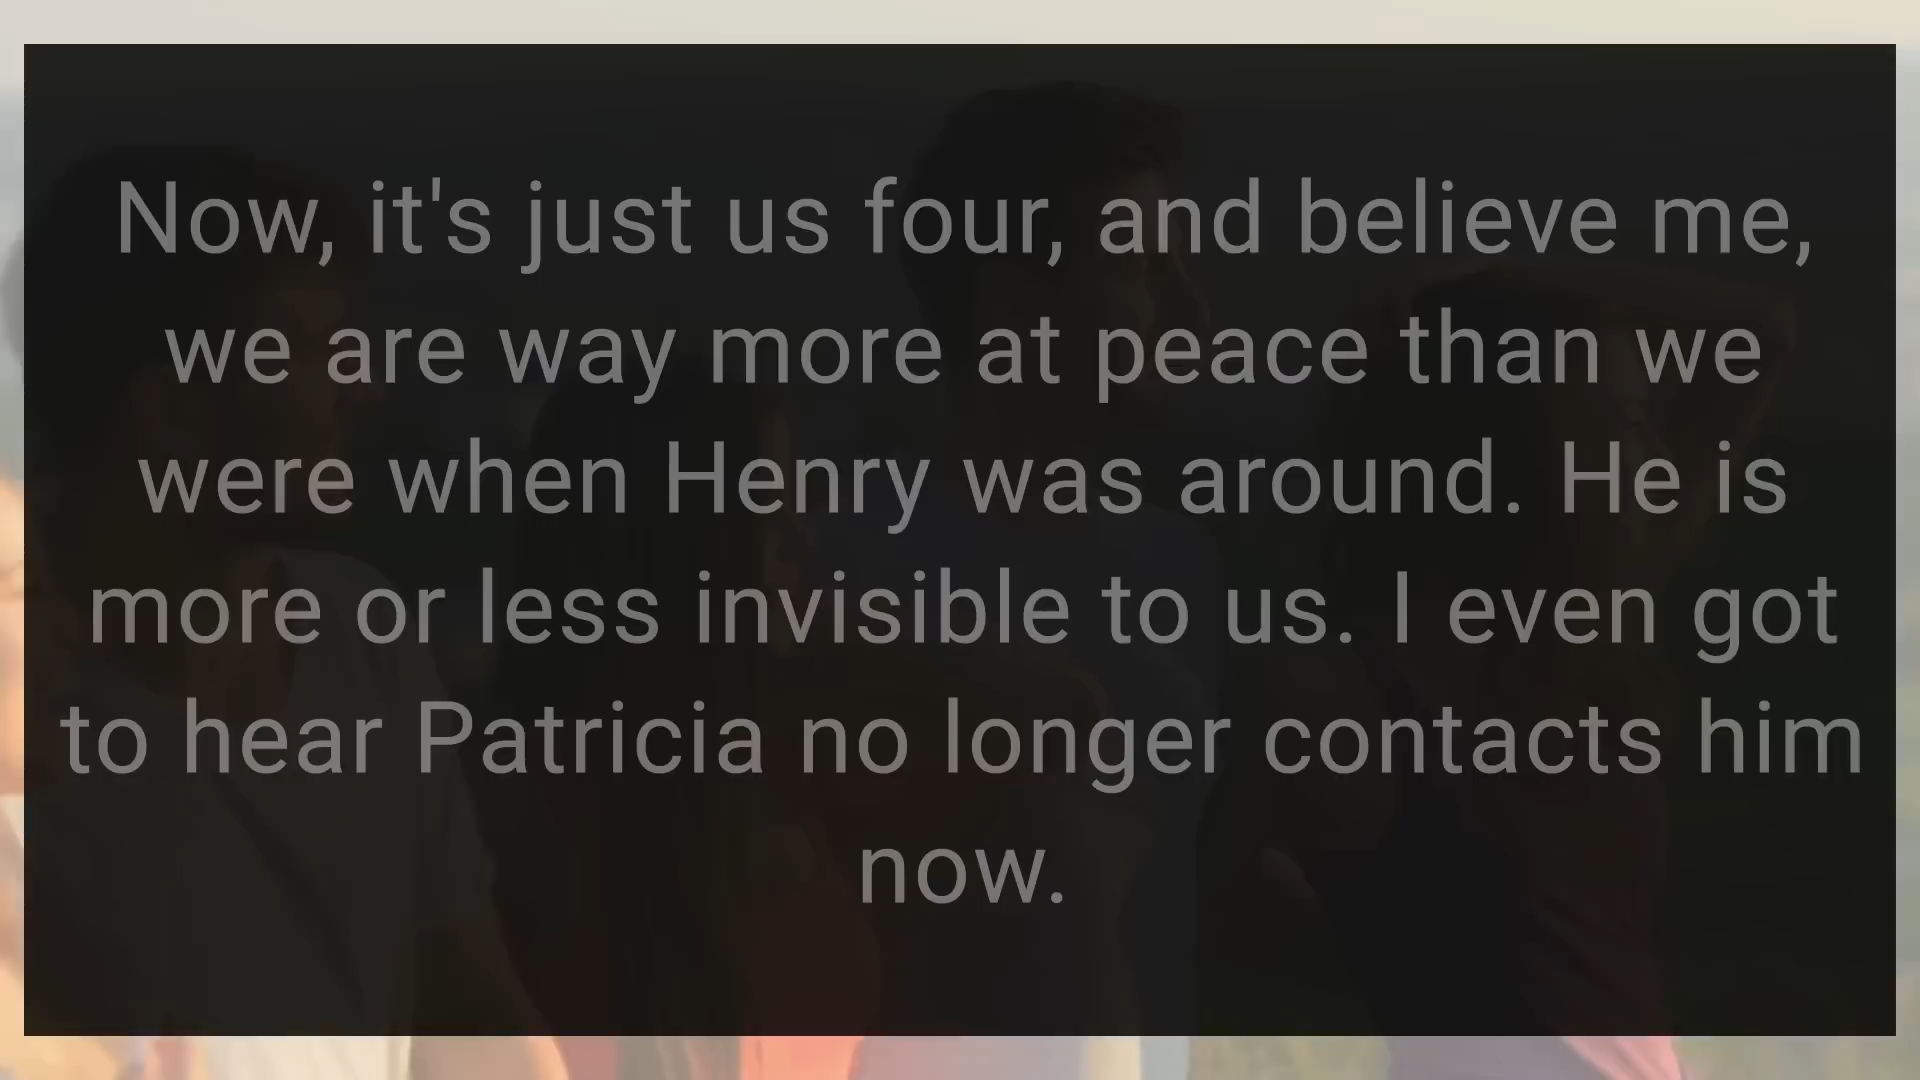 Now, it's just us four, and believe me,
we are way more at peace than we
were when Henry was around. He is
more or less invisible to us. I even got
to hear Patricia no longer contacts him
now.